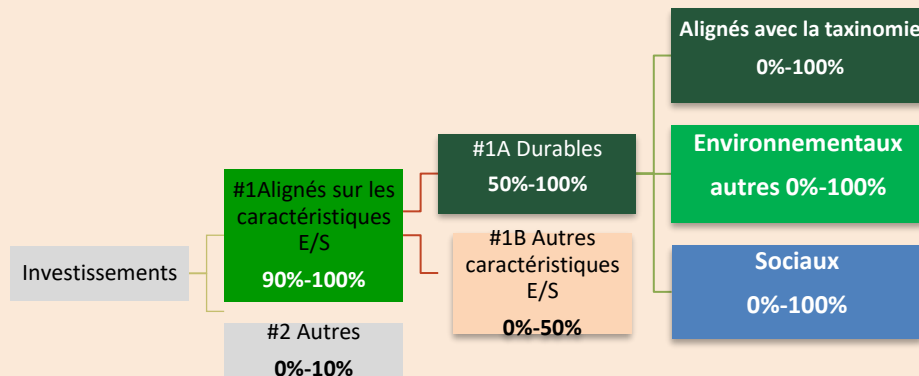 Investissements
#1Alignés sur les
caractéristiques
E/S
90%-100%
#2 Autres
0%-10%
#1A Durables
50%-100%
#1B Autres
caractéristiques
E/S
0%-50%
Alignés avec la taxinomie
0%-100%
Environnementaux
autres 0%-100%
Sociaux
0%-100%